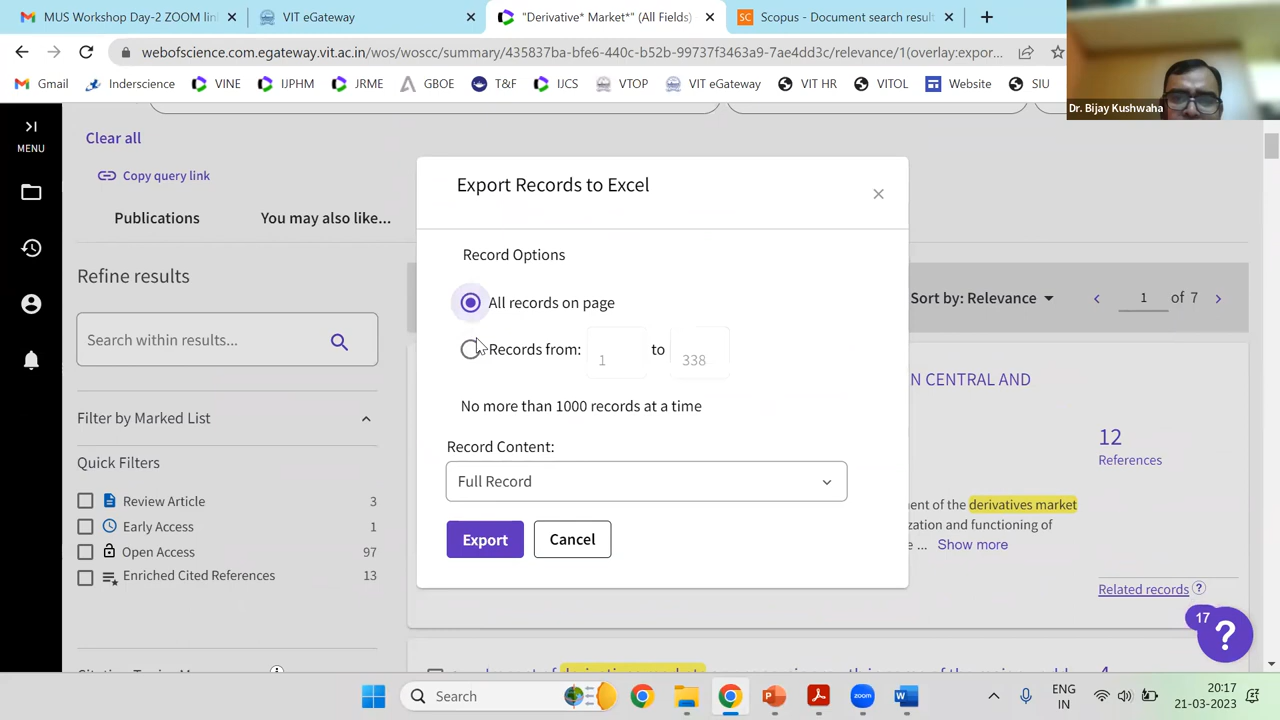 MUS Workshop Day-2 ZOOM lin
VIT eGateway
"Derivative* Market*" (All Fields)
SC Scopus - Document search result
webofscience.com.egateway.vit.ac.in/wos/woscc/summary/435837ba-bfe6-440c-b52b-99737f3463a9-7ae4dd3c/relevance/1(overlay:expor...
Gmail
Inderscience
VINE
IJPHM
JRME
GBOE
T&F
IJCS
VTOP
VIT eGateway
VIT HR
VITOL
Website
SIU
Dr. Bijay Kushwaha
MENU
Clear all
Copy query link
Publications
You may also like...
Refine results
Search within results...
Filter by Marked List
Quick Filters
Review Article 3
Early Access 1
Open Access 97
Enriched Cited References 13
Export Records to Excel
Record Options
All records on page
Records from: 1 to 338
No more than 1000 records at a time
Record Content:
Full Record
Export
Cancel
Sort by: Relevance
1 of 7
N CENTRAL AND
12
References
ent of the derivatives market
ization and functioning of
e ... Show more
Related records ?
17
?
Search
ENG
IN
20:17
21-03-2023